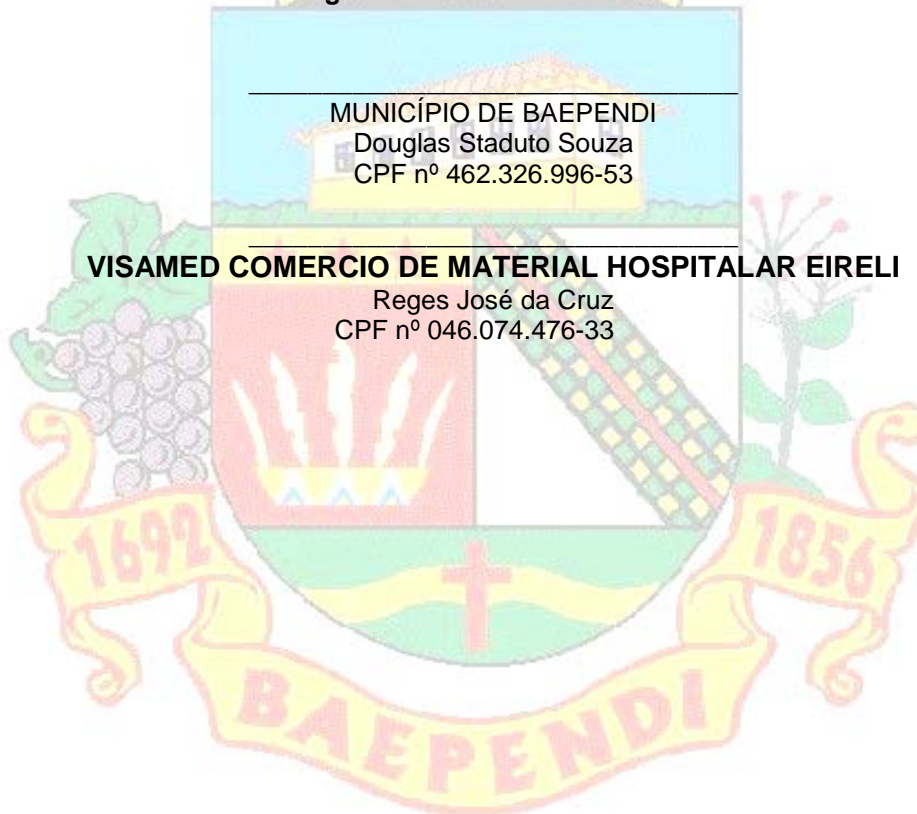 MUNICÍPIO DE BAEPENDI
Douglas Staduto Souza
CPF nº 462.326.996-53
VISAMED COMERCIO DE MATERIAL HOSPITALAR EIRELI
Reges José da Cruz
CPF nº 046.074.476-33
1692
1856
BAEPENDI